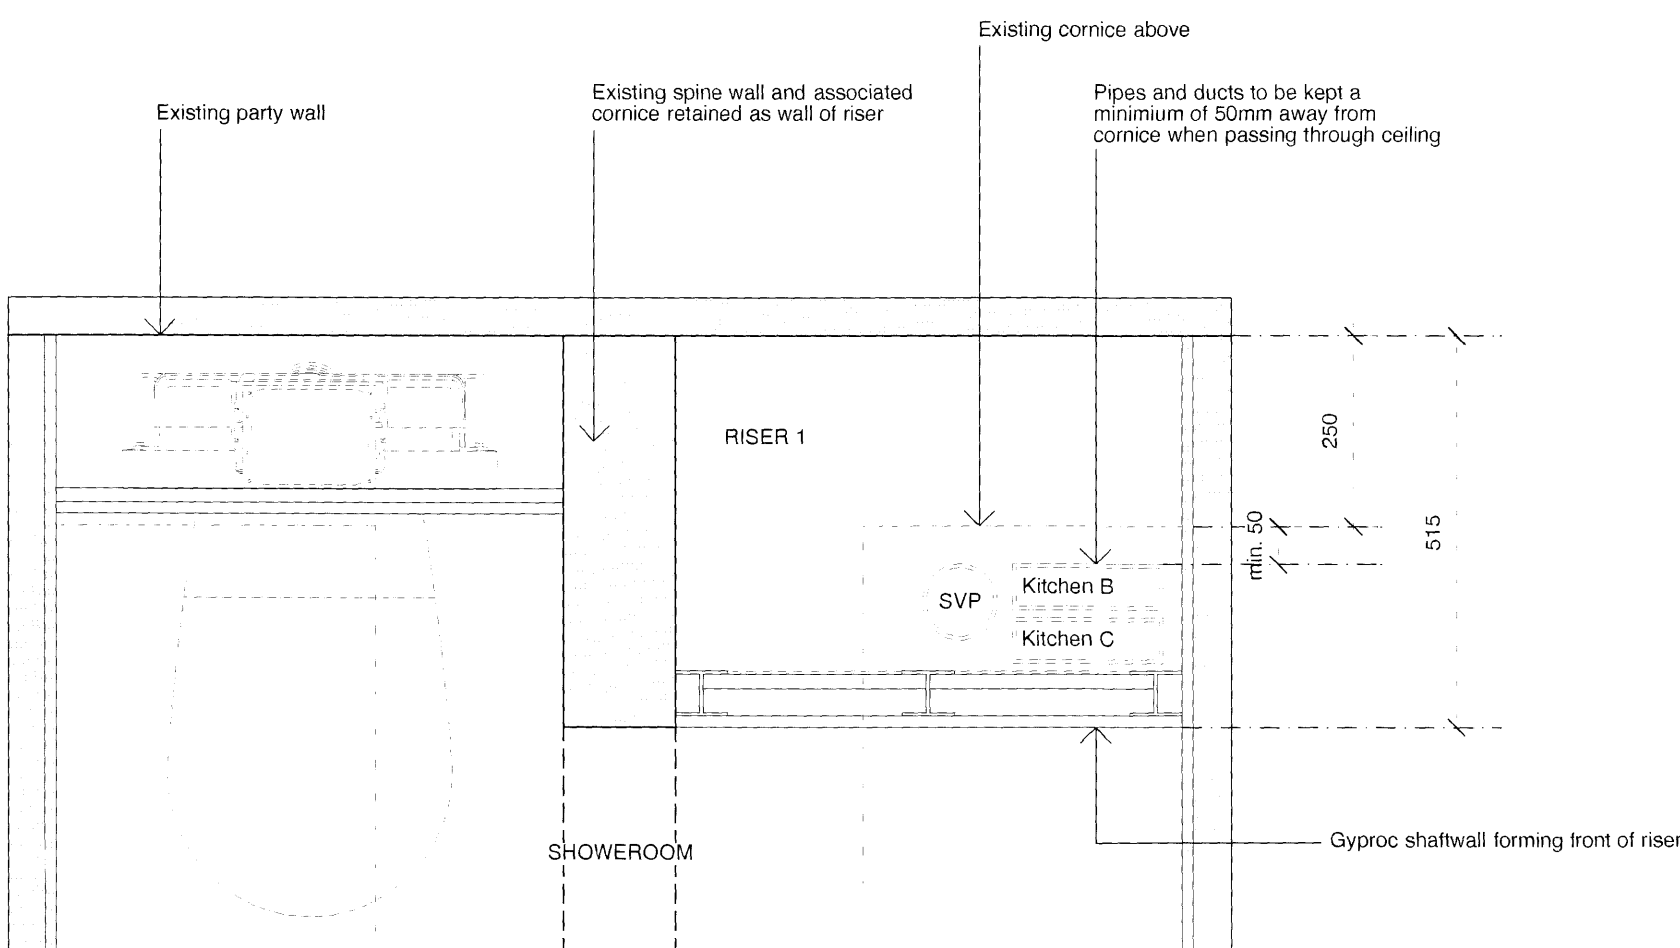 Existing cornice above
Existing party wall
Existing spine wall and associated
cornice retained as wall of riser
Pipes and ducts to be kept a
minimium of 50mm away from
cornice when passing through ceiling
RISER 1
250
min. 50
515
SVP
Kitchen B
Kitchen C
SHOWEROOM
Gyproc shaftwall forming front of riser